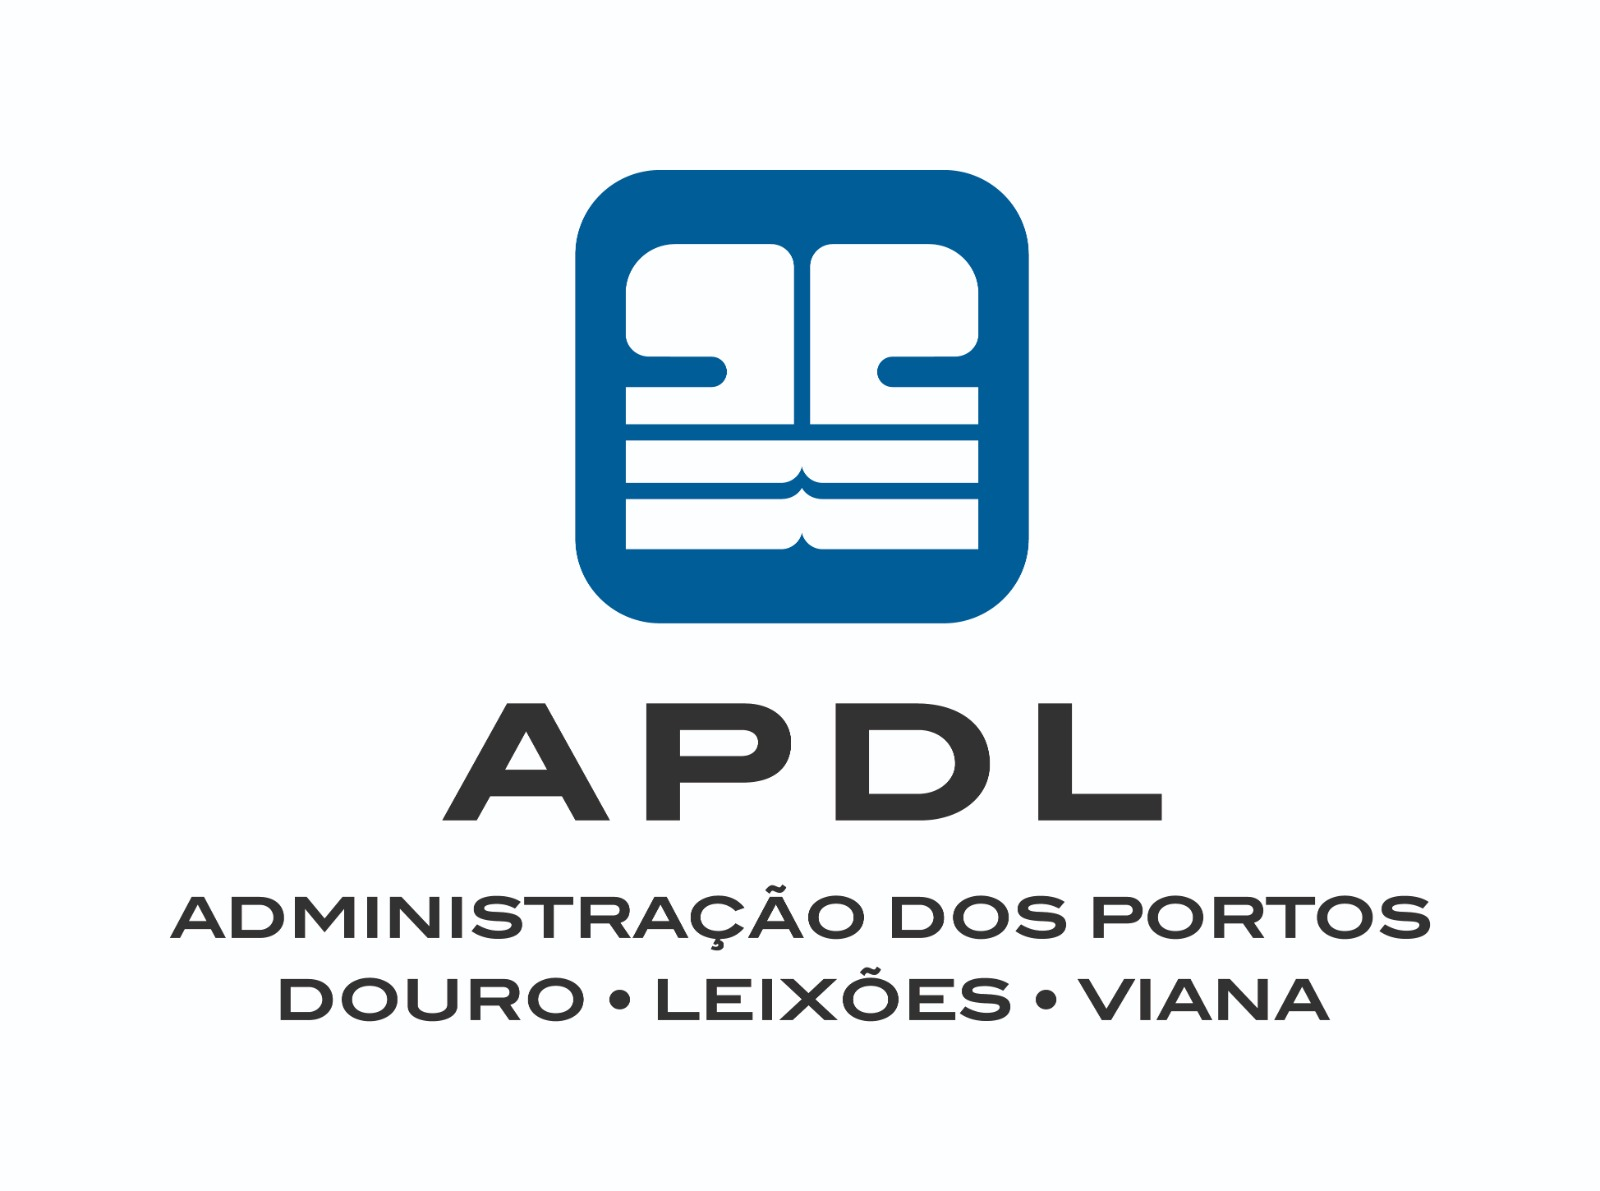 APDL
ADMINISTRAÇÃO DOS PORTOS
DOURO • LEIXÕES • VIANA